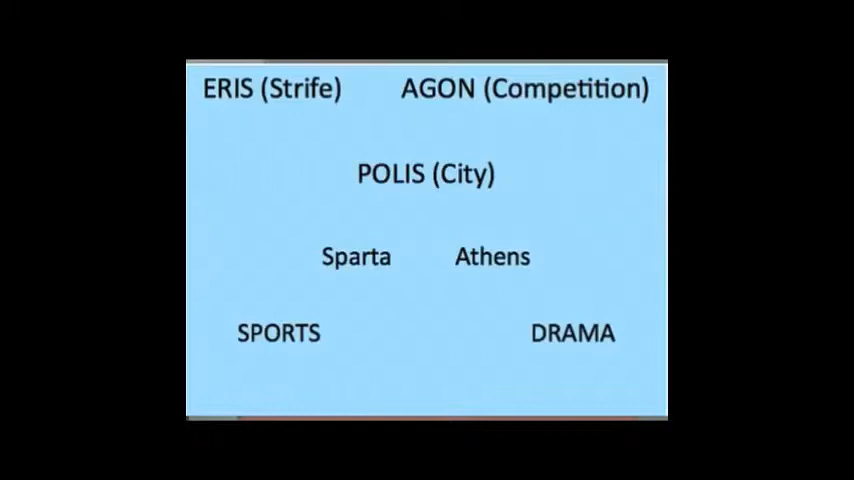 ERIS (Strife) AGON (Competition)
POLIS (City)
Sparta Athens
SPORTS DRAMA